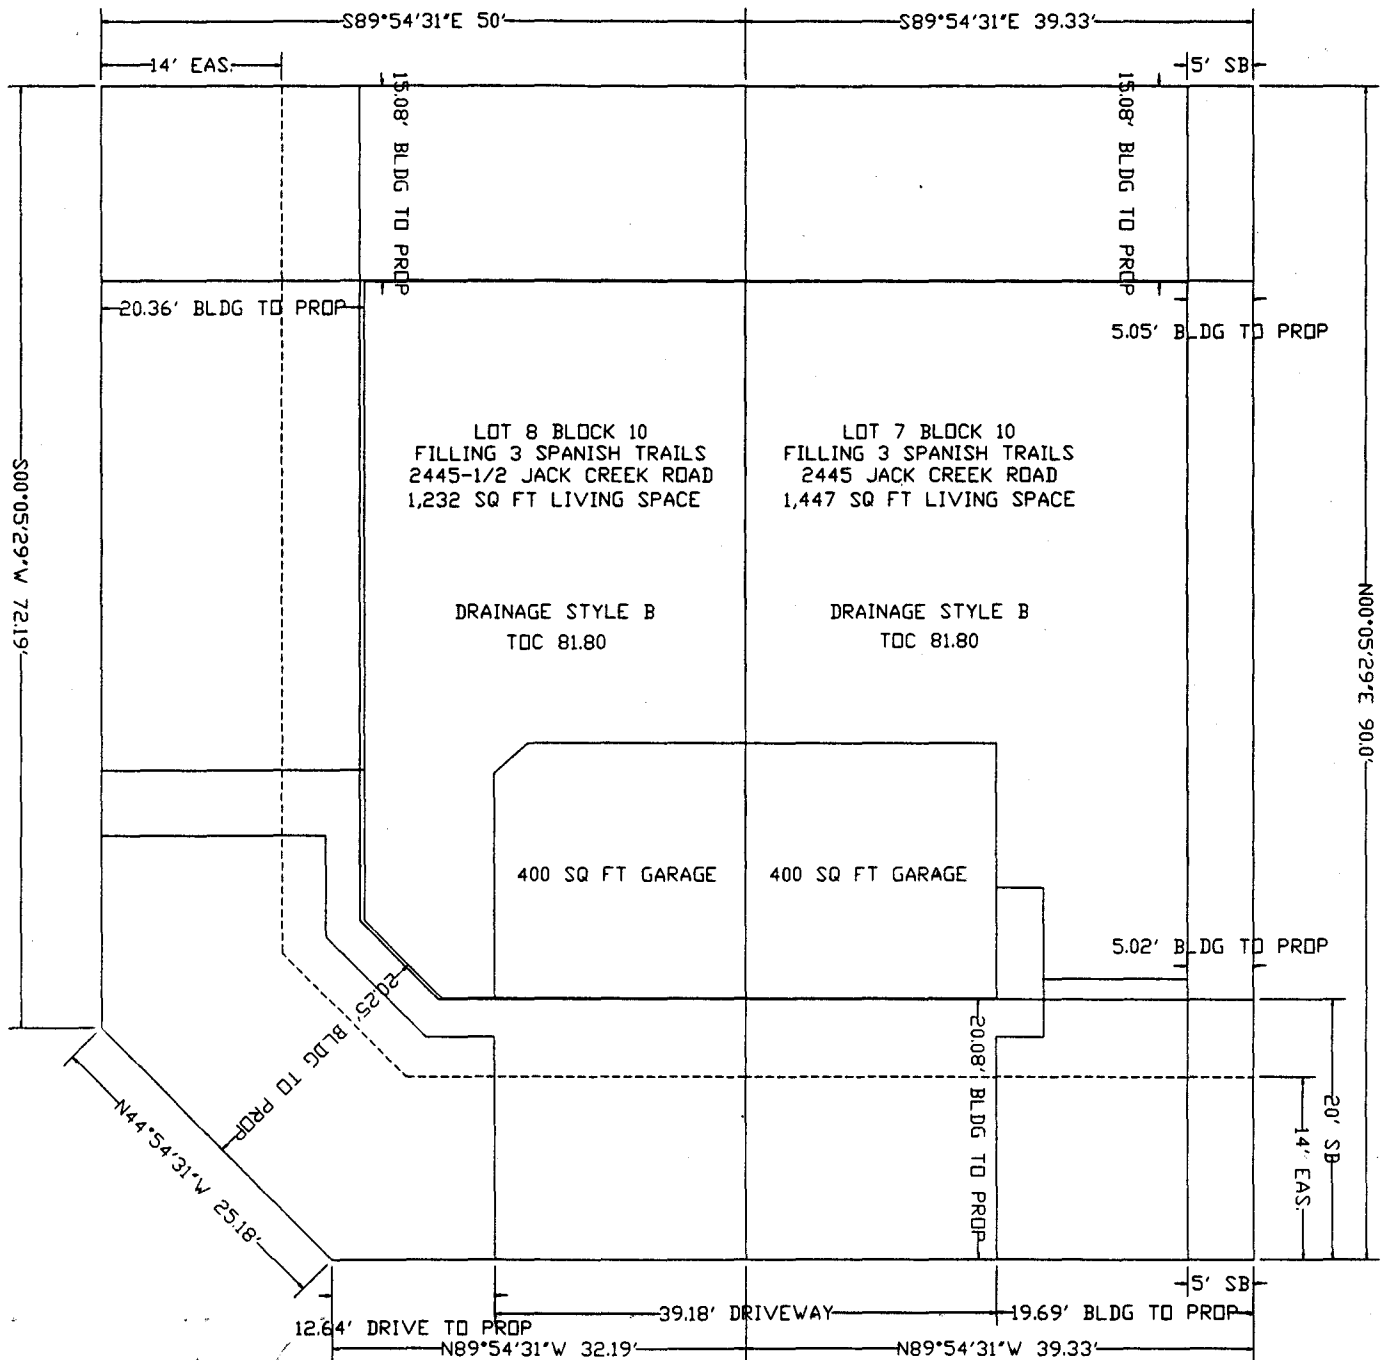 S89°54'31"E 50'
S89°54'31"E 39.33'
14' EAS.
5' SB
15.08' BLDG TO PROP
15.08' BLDG TO PROP
20.36' BLDG TO PROP
5.05' BLDG TO PROP
LOT 8 BLOCK 10
FILLING 3 SPANISH TRAILS
2445-1/2 JACK CREEK ROAD
1,232 SQ FT LIVING SPACE
LOT 7 BLOCK 10
FILLING 3 SPANISH TRAILS
2445 JACK CREEK ROAD
1,447 SQ FT LIVING SPACE
S00°05'29"W 72.19'
N00°05'29"E 90.0'
DRAINAGE STYLE B
TOC 81.80
DRAINAGE STYLE B
TOC 81.80
400 SQ FT GARAGE
400 SQ FT GARAGE
5.02' BLDG TO PROP
20.25' BLDG TO PROP
20.08' BLDG TO PROP
20' SB
14' EAS.
N44°54'31"W 25.18'
5' SB
39.18' DRIVEWAY
19.69' BLDG TO PROP
12.64' DRIVE TO PROP
N89°54'31"W 32.19'
N89°54'31"W 39.33'